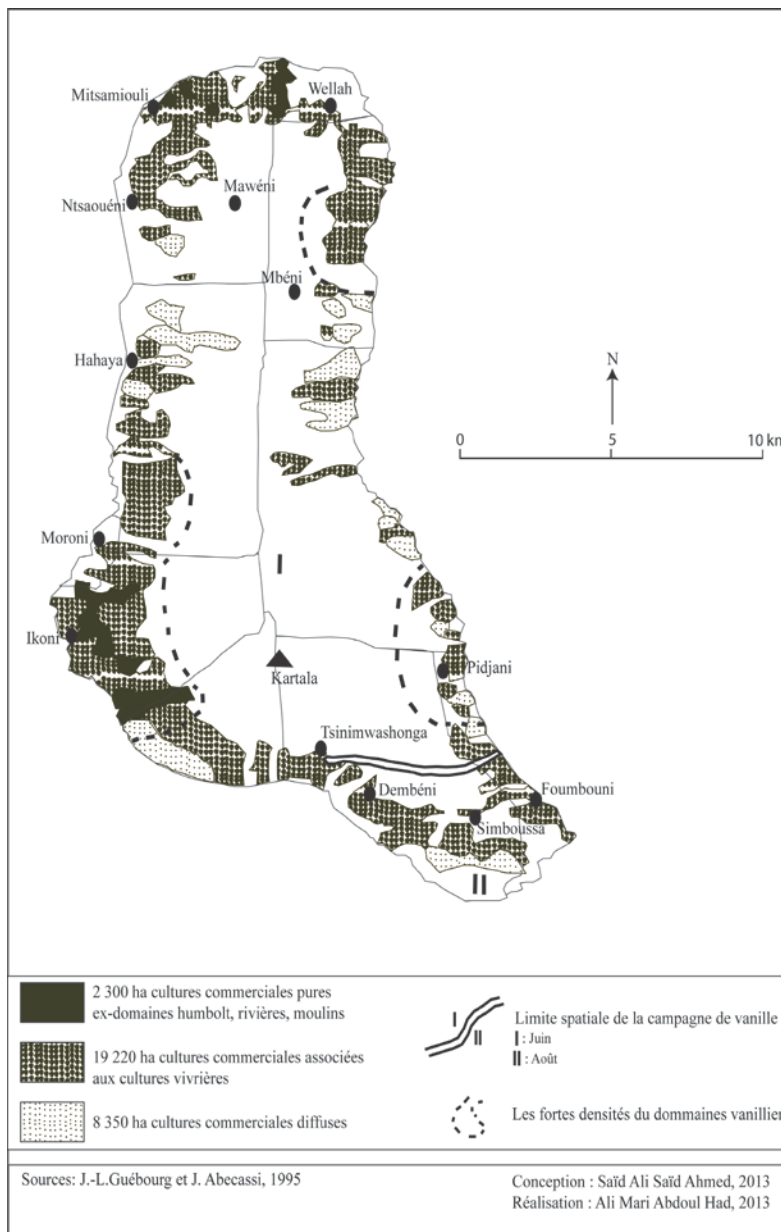 Mitsamiouli
Wellah
Ntsaouéni
Mawéni
Mbéni
Hahaya
N
0 5 10 km
Moroni
I
Ikoni
Kartala
Pidjani
Tsinimwashonga
Dembéni
Foumbouni
Simboussa
II
2 300 ha cultures commerciales pures
ex-domaines humbolt, rivières, moulins
19 220 ha cultures commerciales associées
aux cultures vivrières
8 350 ha cultures commerciales diffuses
I
II
Limite spatiale de la campagne de vanille
I : Juin
II : Août
Les fortes densités du dommaines vanillier
Sources: J.-L.Guébourg et J. Abecassi, 1995
Conception : Saïd Ali Saïd Ahmed, 2013
Réalisation : Ali Mari Abdoul Had, 2013